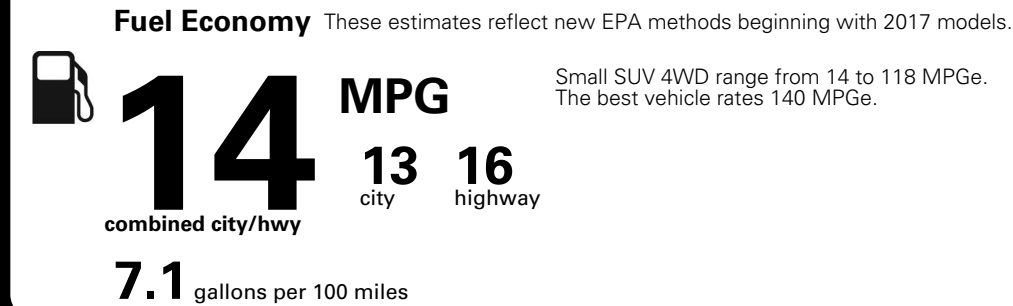 Fuel Economy These estimates reflect new EPA methods beginning with 2017 models.
14 MPG
Small SUV 4WD range from 14 to 118 MPGe.
The best vehicle rates 140 MPGe.
13 16
city highway
combined city/hwy
7.1 gallons per 100 miles